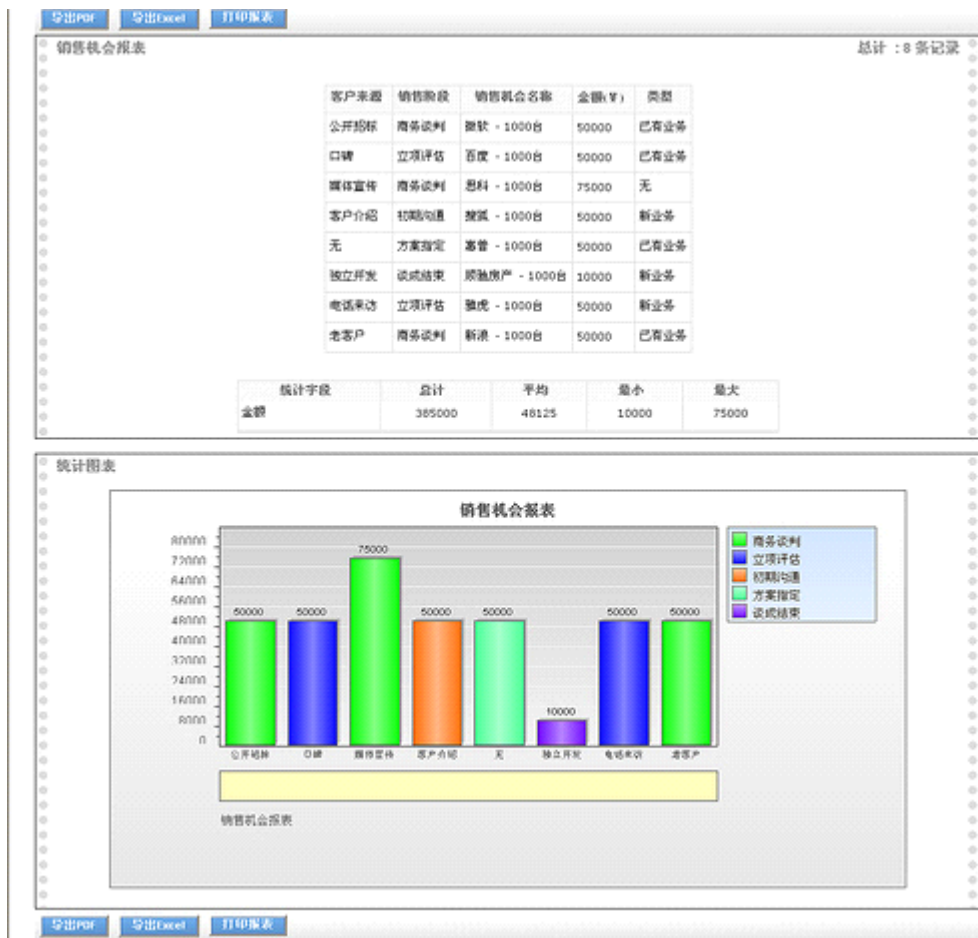 导出PDF 导出Excel 打印报表
销售机会报表 总计 :8 条记录
客户来源 销售阶段 销售机会名称 金额(¥) 类型
公开招标 商务谈判 微软 - 1000台 50000 已有业务
口碑 立项评估 百度 - 1000台 50000 已有业务
媒体宣传 商务谈判 思科 - 1000台 75000 无
客户介绍 初期沟通 搜狐 - 1000台 50000 新业务
无 方案指定 惠普 - 1000台 50000 已有业务
独立开发 谈成结束 顺驰房产 - 1000台 10000 新业务
电话来访 立项评估 雅虎 - 1000台 50000 新业务
老客户 商务谈判 新浪 - 1000台 50000 已有业务
统计字段 总计 平均 最小 最大
金额 385000 48125 10000 75000
统计图表
销售机会报表
80000
72000
64000
56000
48000
40000
32000
24000
16000
8000
0
50000 50000 75000 50000 50000 10000 50000 50000
公开招标 口碑 媒体宣传 客户介绍 无 独立开发 电话来访 老客户
商务谈判
立项评估
初期沟通
方案指定
谈成结束
销售机会报表
导出PDF 导出Excel 打印报表